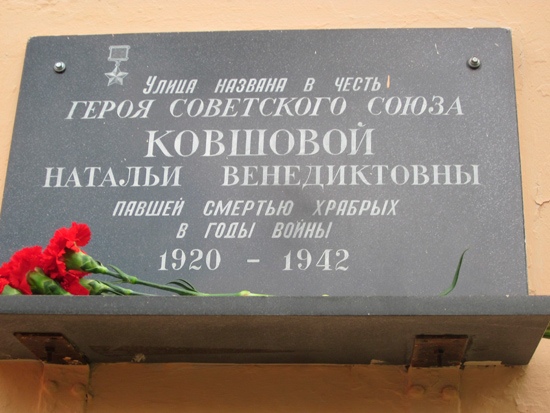 Улица названа в честь
ГЕРОЯ СОВЕТСКОГО СОЮЗА
КОВШОВОЙ
НАТАЛЬИ ВЕНЕДИКТОВНЫ
ПАВШЕЙ СМЕРТЬЮ ХРАБРЫХ
В ГОДЫ ВОЙНЫ
1920 – 1942